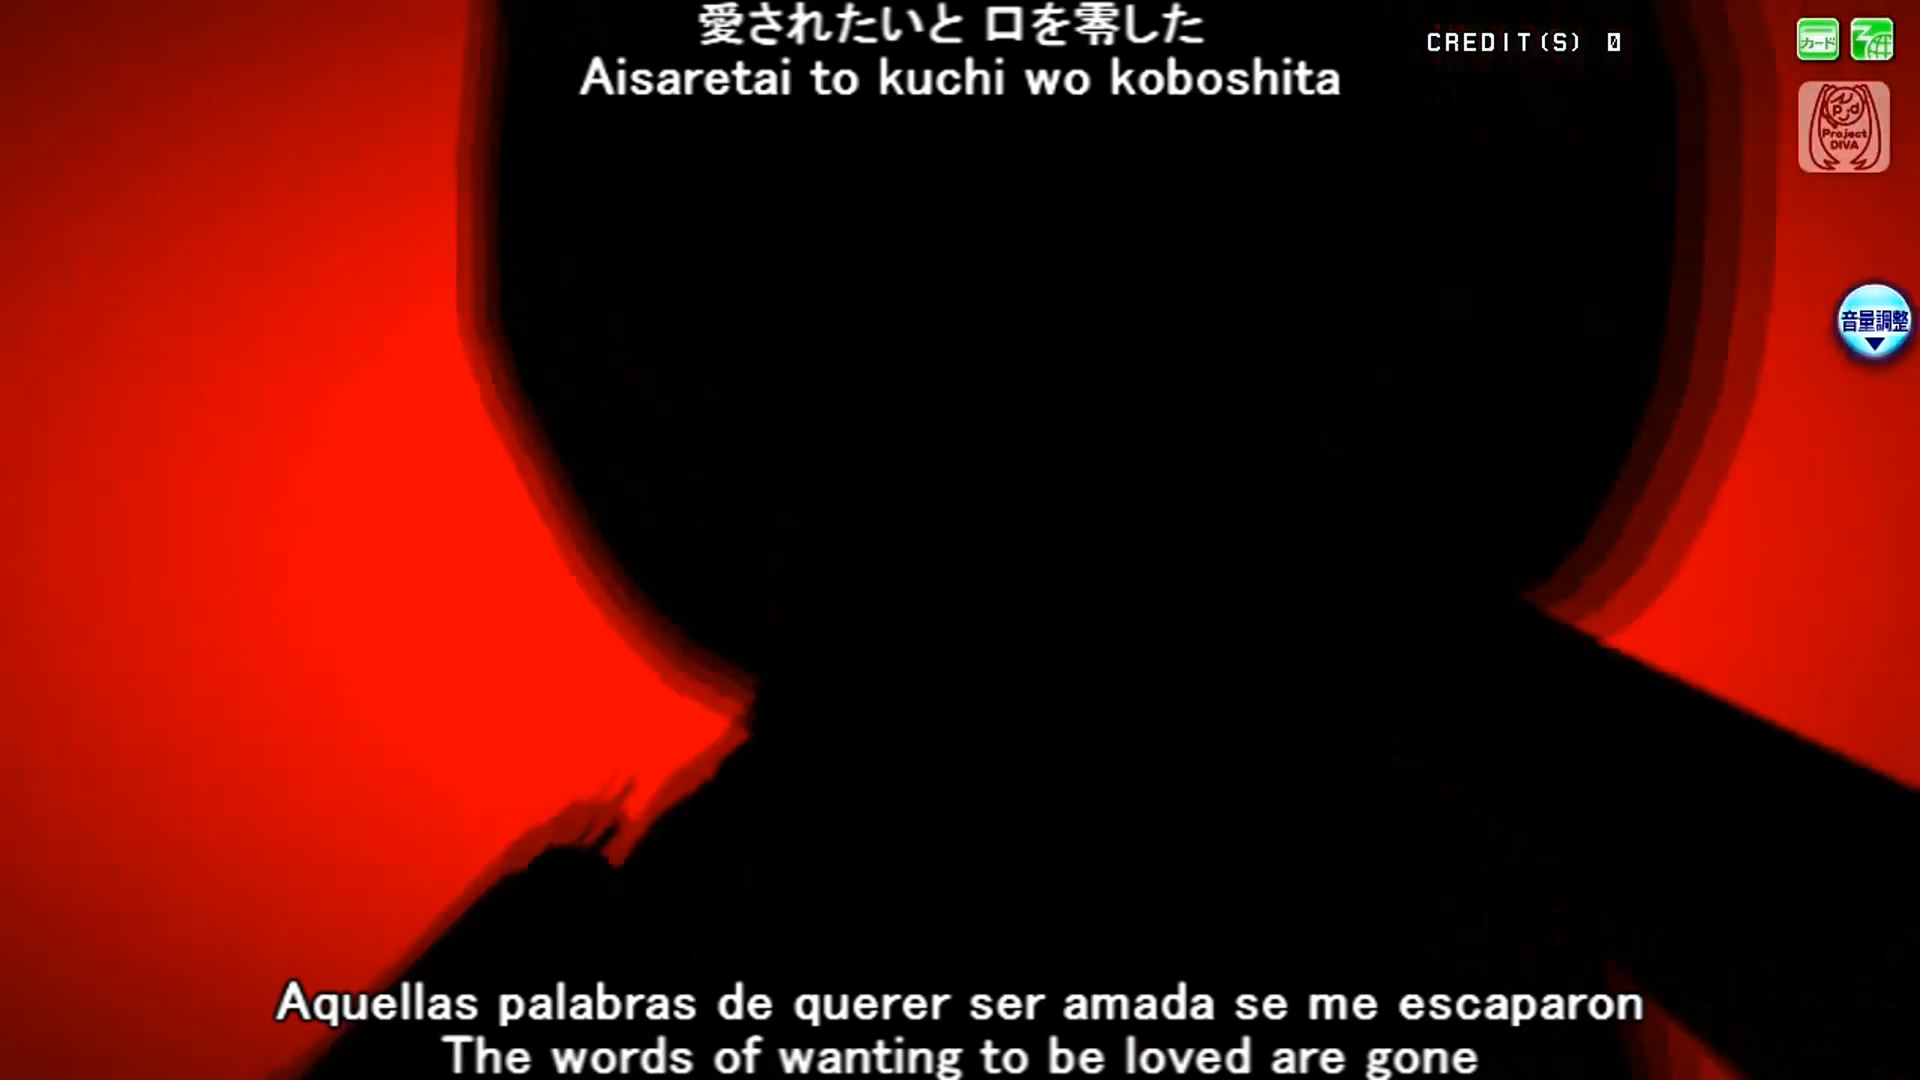 愛されたいと 口を零した
Aisaretai to kuchi wo koboshita
CREDIT(S) 0
カード
P.d
Project
DIVA
音量調整
Aquellas palabras de querer ser amada se me escaparon
The words of wanting to be loved are gone